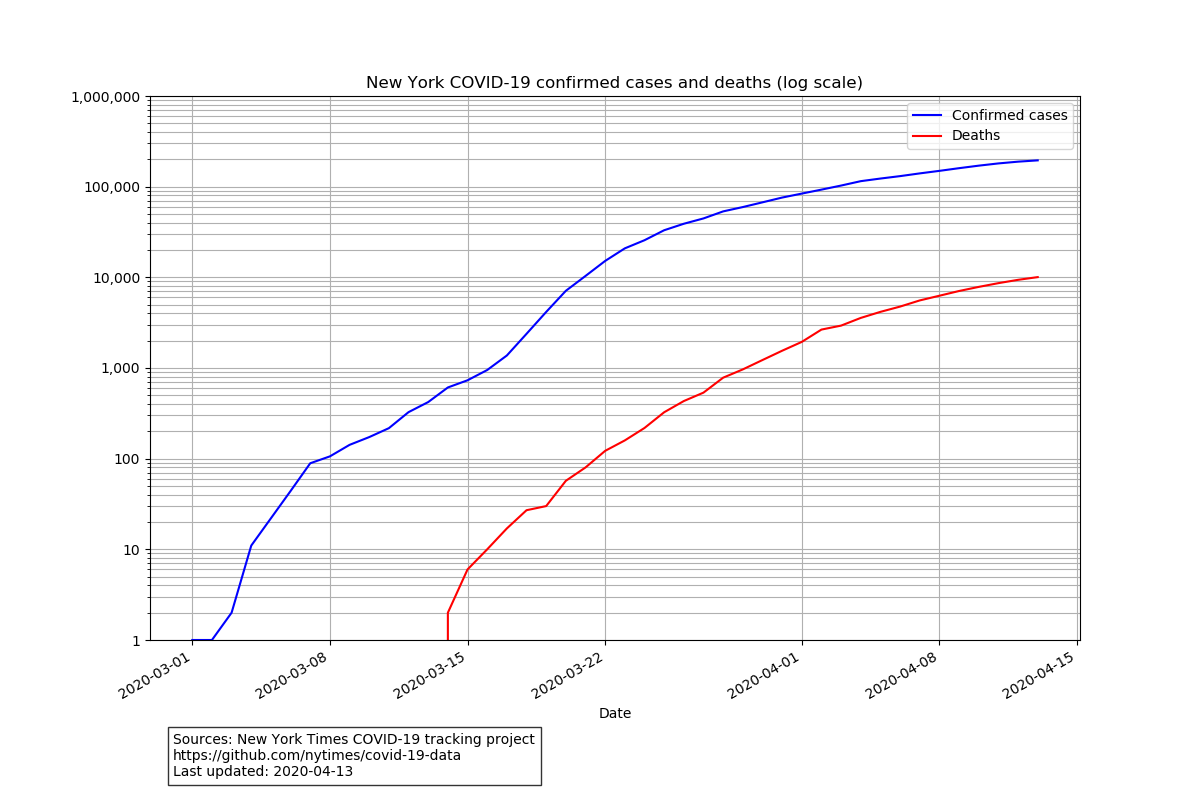 New York COVID-19 confirmed cases and deaths (log scale)
1,000,000
100,000
10,000
1,000
100
10
1
Confirmed cases
Deaths
2020-03-01
2020-03-08
2020-03-15
2020-03-22
2020-04-01
2020-04-08
2020-04-15
Date
Sources: New York Times COVID-19 tracking project
https://github.com/nytimes/covid-19-data
Last updated: 2020-04-13